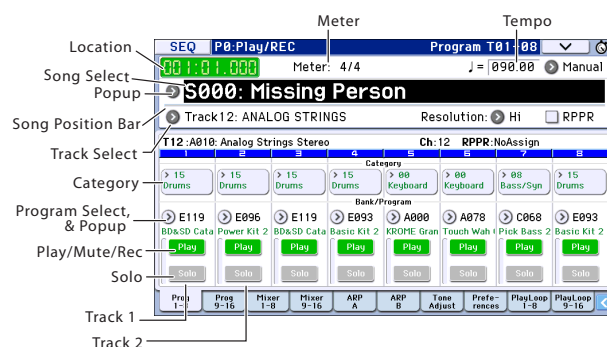 Meter
Tempo
Location
SEQ P0:Play/REC Program T01-08
001:01.000 Meter: 4/4 ♩= 090.00 Manual
Song Select
Popup
S000: Missing Person
Song Position Bar
Track12: ANALOG STRINGS Resolution: Hi RPPR
Track Select
T12 :A010: Analog Strings Stereo Ch:12 RPPR:NoAssign
1 2 3 4 5 6 7 8
Category
Category
> 15 Drums > 15 Drums > 15 Drums > 15 Drums > 00 Keyboard > 00 Keyboard > 08 Bass/Syn > 15 Drums
Bank/Program
Program Select,
& Popup
E119 E096 E119 E093 A000 A078 C068 E093
BD&SD Cata Power Kit 2 BD&SD Cata Basic Kit 2 KROME Gran Touch Wah Pick Bass 2 Basic Kit 2
Play/Mute/Rec
Play Play Play Play Play Play Play Play
Solo
Solo Solo Solo Solo Solo Solo Solo Solo
Prog 1-8 Prog 9-16 Mixer 1-8 Mixer 9-16 ARP A ARP B Tone Adjust Prefe- rences PlayLoop 1-8 PlayLoop 9-16
Track 1
Track 2